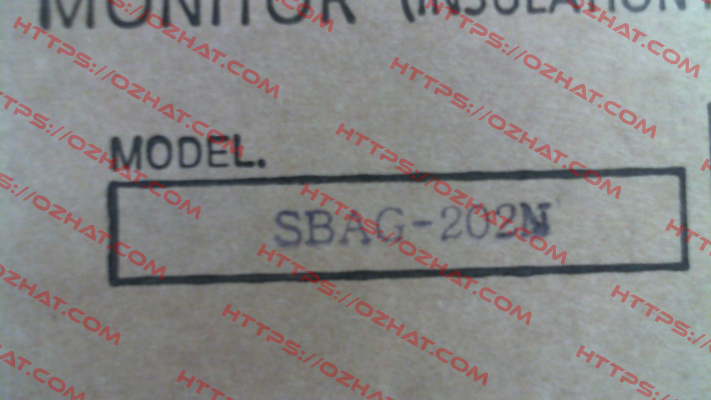 MONITOR (INSULATION
MODEL.
SBAG-202N
HTTPS://OZHAT.COM